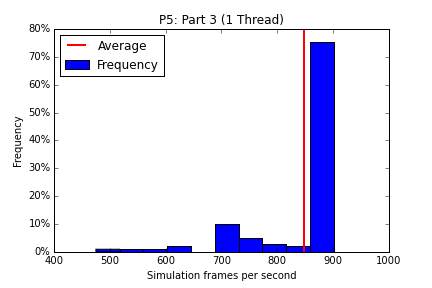 P5: Part 3 (1 Thread)
80%
70%
60%
50%
40%
30%
20%
10%
0%
Frequency
Average
Frequency
400 500 600 700 800 900 1000
Simulation frames per second